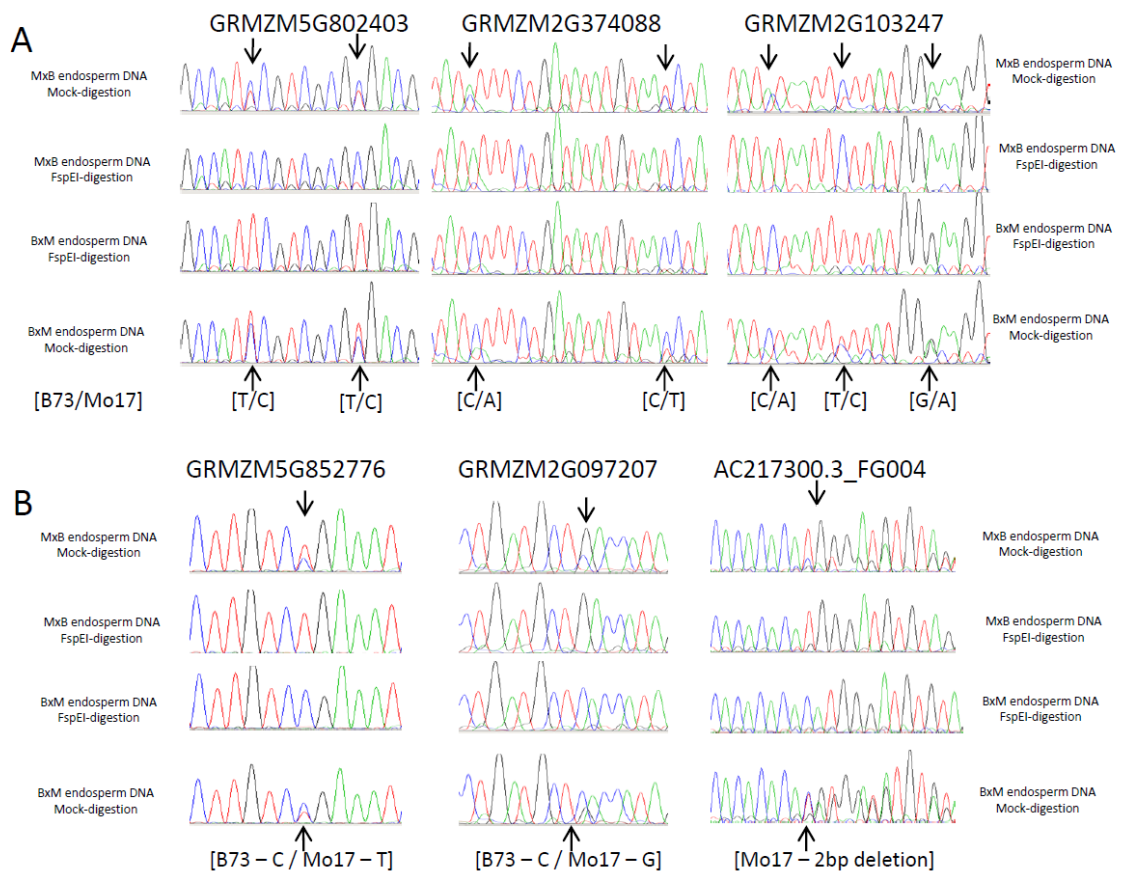 A
GRMZM5G802403 GRMZM2G374088 GRMZM2G103247
MxB endosperm DNA
Mock-digestion
MxB endosperm DNA
Mock-digestion
MxB endosperm DNA
FspEI-digestion
MxB endosperm DNA
FspEI-digestion
BxM endosperm DNA
FspEI-digestion
BxM endosperm DNA
FspEI-digestion
BxM endosperm DNA
Mock-digestion
BxM endosperm DNA
Mock-digestion
[B73/Mo17] [T/C] [T/C] [C/A] [C/T] [C/A] [T/C] [G/A]
B
GRMZM5G852776 GRMZM2G097207 AC217300.3_FG004
MxB endosperm DNA
Mock-digestion
MxB endosperm DNA
Mock-digestion
MxB endosperm DNA
FspEI-digestion
MxB endosperm DNA
FspEI-digestion
BxM endosperm DNA
FspEI-digestion
BxM endosperm DNA
FspEI-digestion
BxM endosperm DNA
Mock-digestion
BxM endosperm DNA
Mock-digestion
[B73 – C / Mo17 – T] [B73 – C / Mo17 – G] [Mo17 – 2bp deletion]